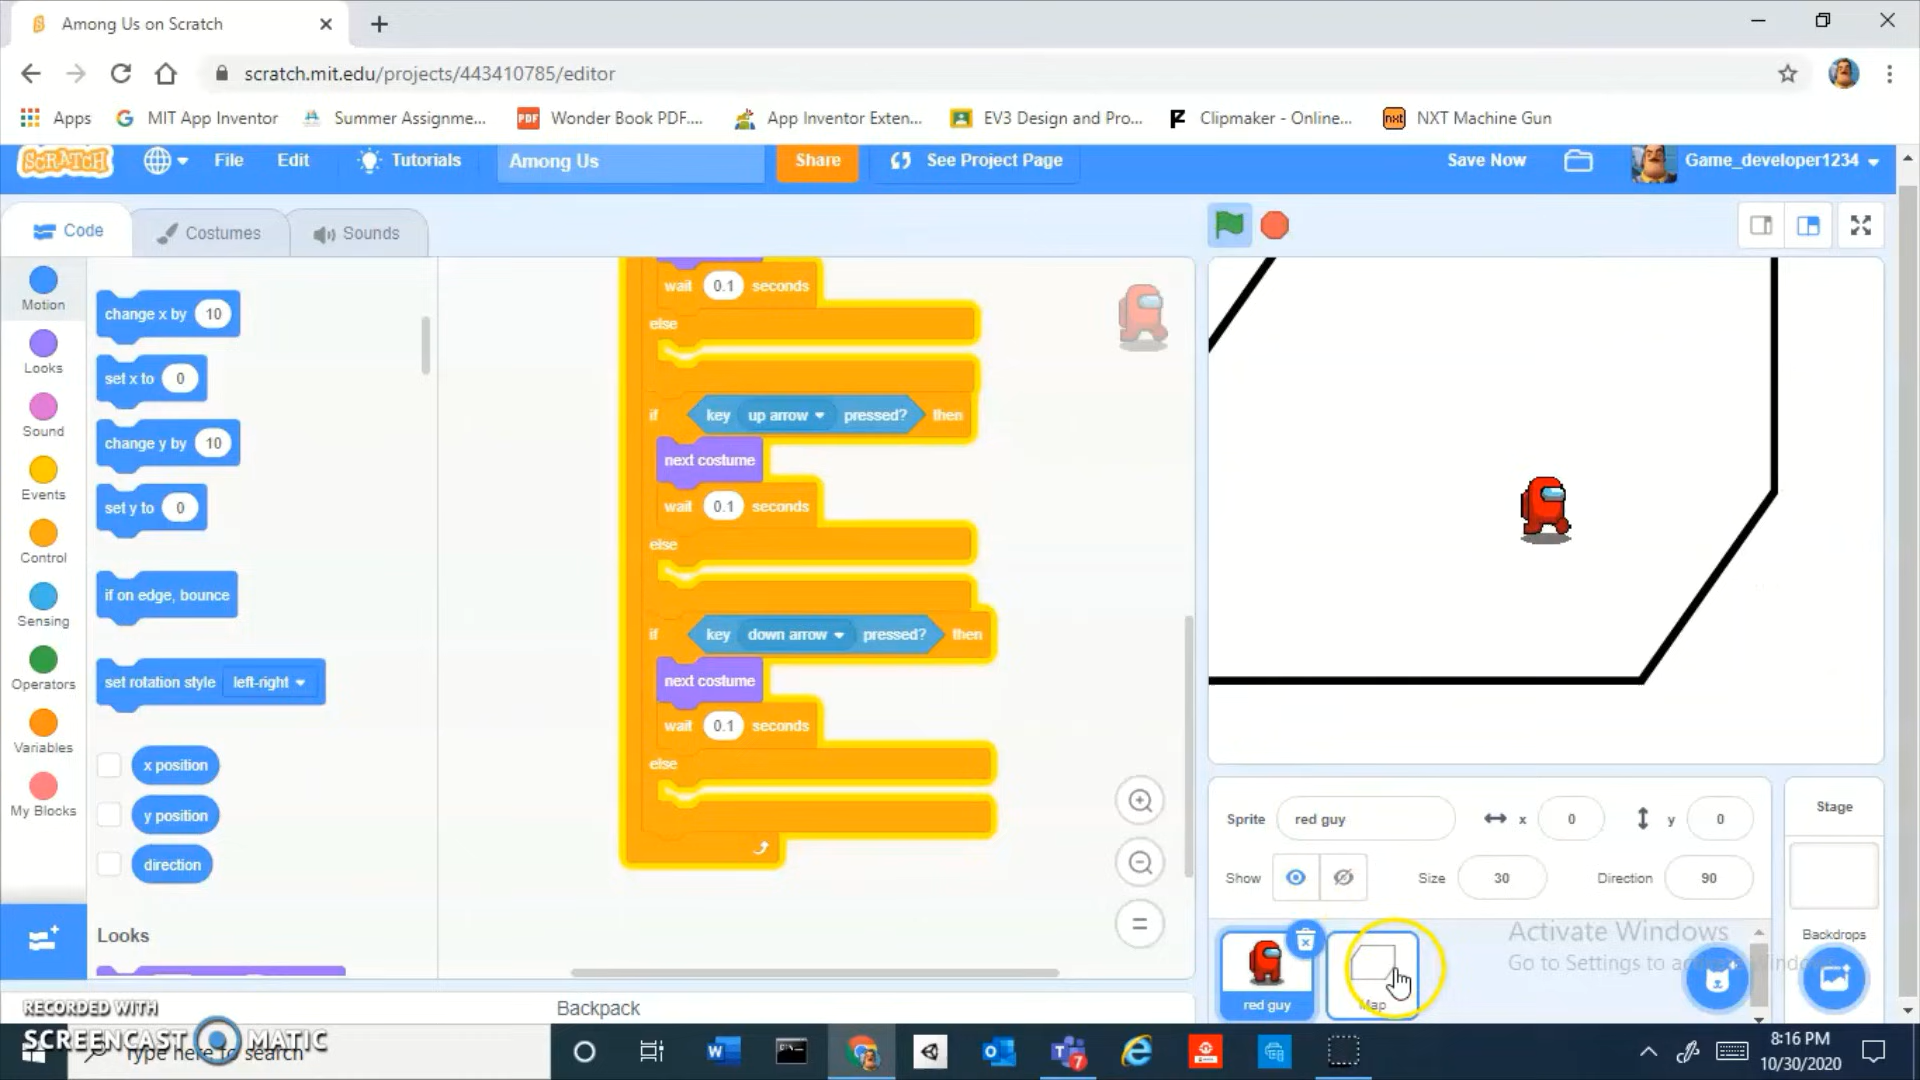 Among Us on Scratch
scratch.mit.edu/projects/443410785/editor
Apps
MIT App Inventor
Summer Assignme...
PDF
Wonder Book PDF....
App Inventor Exten...
EV3 Design and Pro...
Clipmaker - Online...
nxt
NXT Machine Gun
SCRATCH
File
Edit
Tutorials
Among Us
Share
See Project Page
Save Now
Game_developer1234
Code
Costumes
Sounds
Motion
Looks
Sound
Events
Control
Sensing
Operators
Variables
My Blocks
change x by 10
set x to 0
change y by 10
set y to 0
if on edge, bounce
set rotation style left-right
x position
y position
direction
Looks
wait 0.1 seconds
else
if key up arrow pressed? then
next costume
wait 0.1 seconds
else
if key down arrow pressed? then
next costume
wait 0.1 seconds
else
Sprite red guy
x 0
y 0
Show
Size 30
Direction 90
Stage
Backdrops
red guy
Map
Activate Windows
Go to Settings to
Backpack
RECORDED WITH
SCREENCAST MATIC
Type here to search
7
8:16 PM
10/30/2020